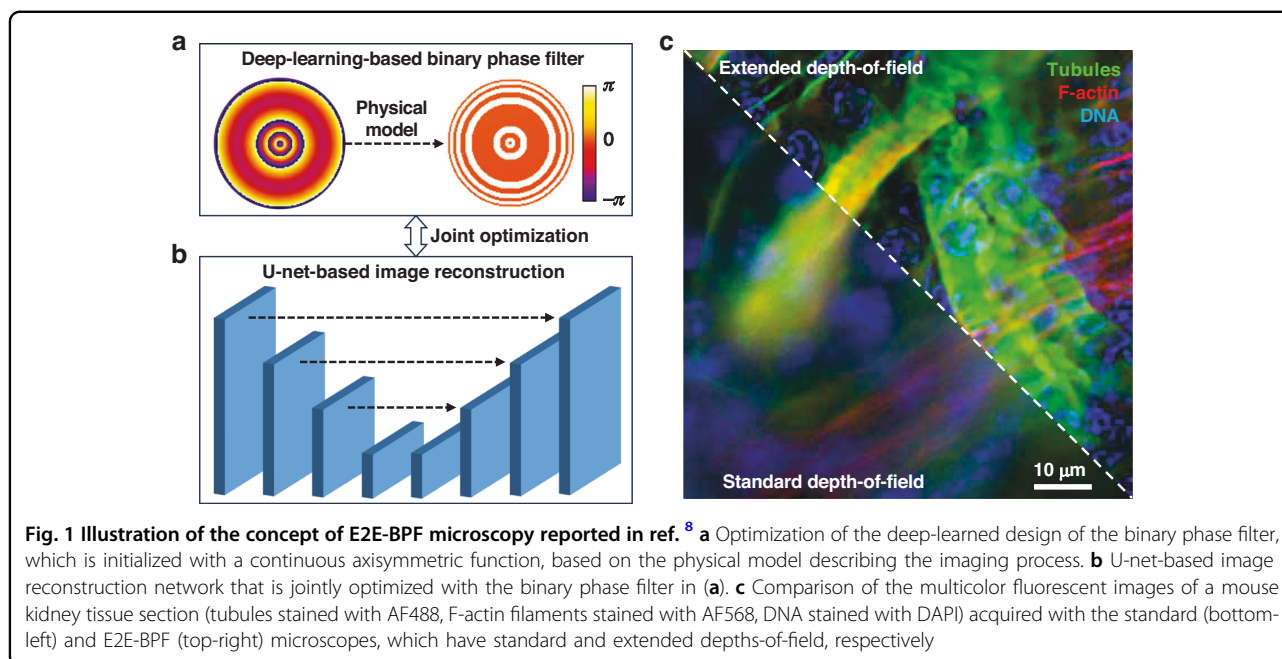 a
Deep-learning-based binary phase filter
Physical
model
π
0
−π
Joint optimization
b
U-net-based image reconstruction
c
Extended depth-of-field
Tubules
F-actin
DNA
Standard depth-of-field
10 μm
Fig. 1 Illustration of the concept of E2E-BPF microscopy reported in ref. 8 a Optimization of the deep-learned design of the binary phase filter,
which is initialized with a continuous axisymmetric function, based on the physical model describing the imaging process. b U-net-based image
reconstruction network that is jointly optimized with the binary phase filter in (a). c Comparison of the multicolor fluorescent images of a mouse
kidney tissue section (tubules stained with AF488, F-actin filaments stained with AF568, DNA stained with DAPI) acquired with the standard (bottom-
left) and E2E-BPF (top-right) microscopes, which have standard and extended depths-of-field, respectively